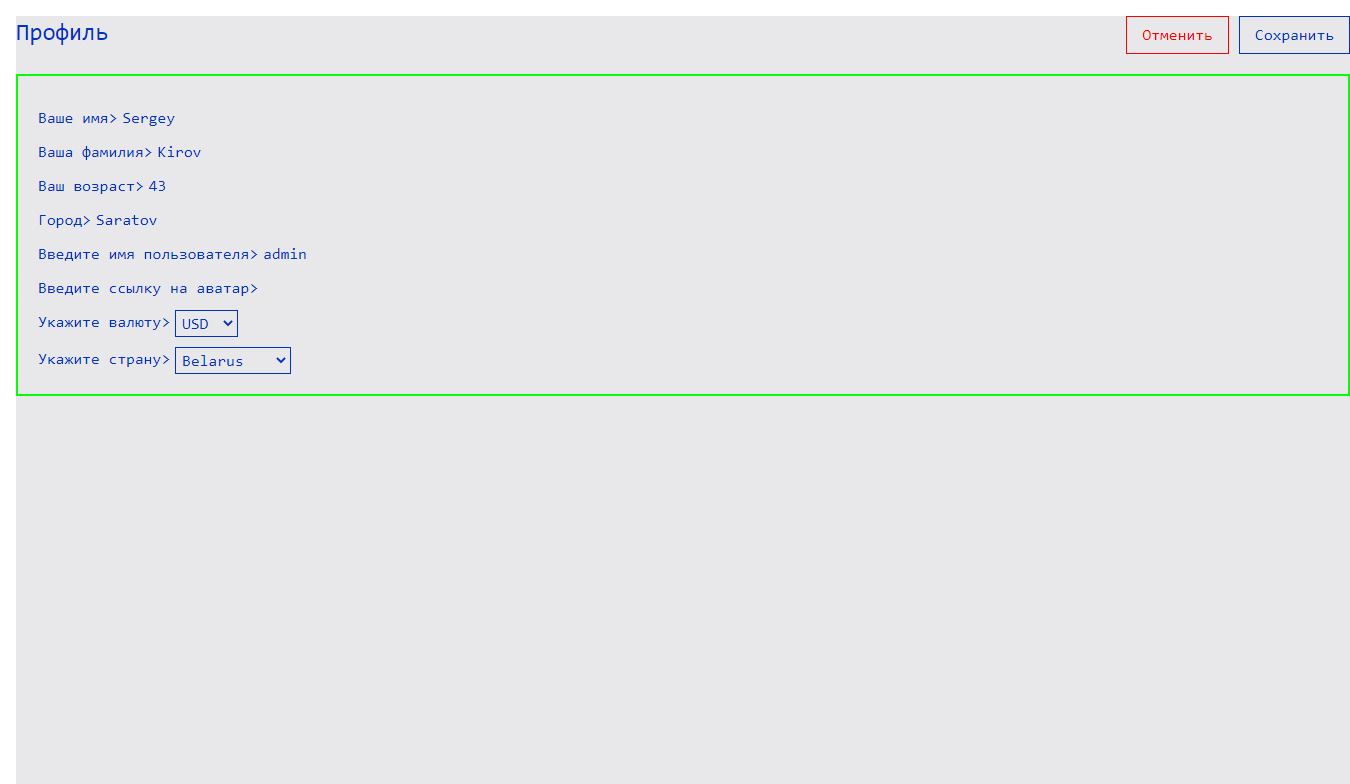 Профиль
Отменить Сохранить
Ваше имя> Sergey
Ваша фамилия> Kirov
Ваш возраст> 43
Город> Saratov
Введите имя пользователя> admin
Введите ссылку на аватар>
Укажите валюту> USD
Укажите страну> Belarus